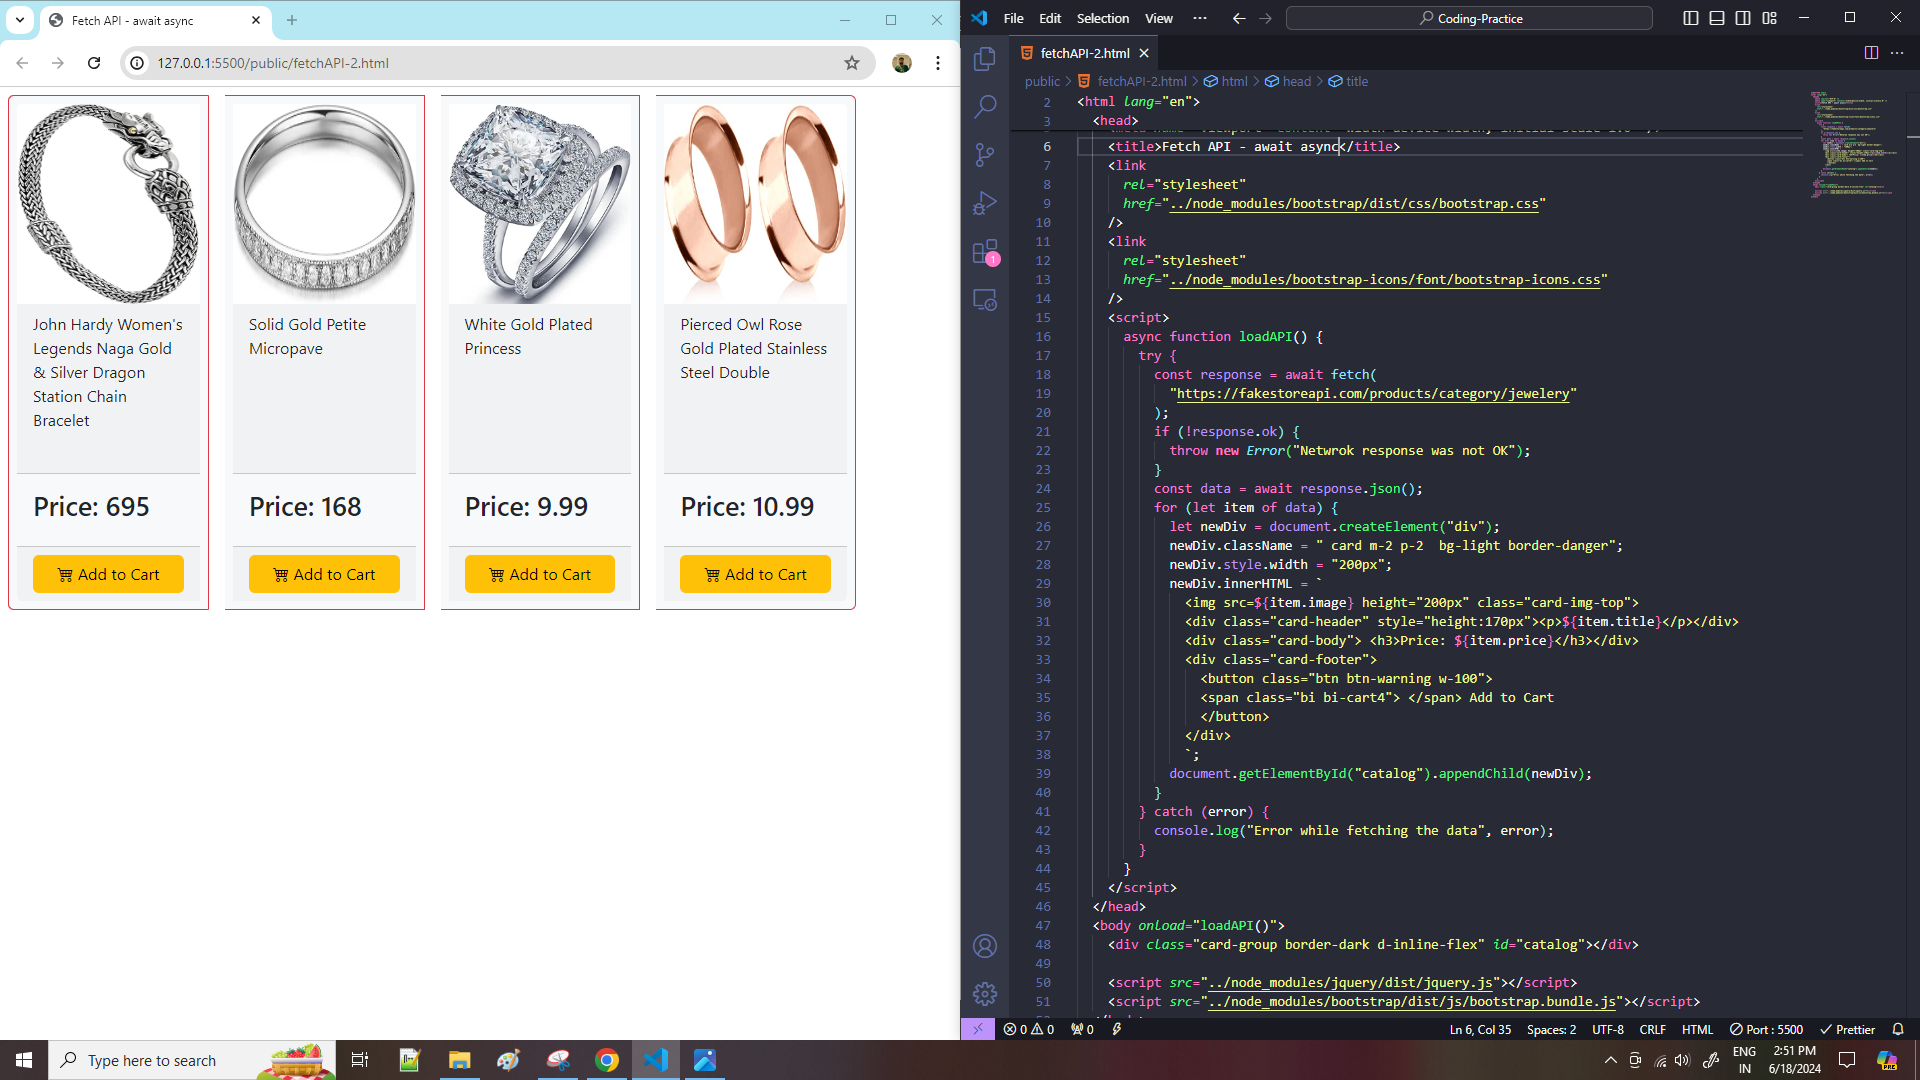 Fetch API - await async
127.0.0.1:5500/public/fetchAPI-2.html
John Hardy Women's
Legends Naga Gold
& Silver Dragon
Station Chain
Bracelet
Price: 695
Add to Cart
Solid Gold Petite
Micropave
Price: 168
Add to Cart
White Gold Plated
Princess
Price: 9.99
Add to Cart
Pierced Owl Rose
Gold Plated Stainless
Steel Double
Price: 10.99
Add to Cart
File Edit Selection View ··· Coding-Practice
fetchAPI-2.html
public > fetchAPI-2.html > html > head > title
1
2 <html lang="en">
3 <head>
6 <title>Fetch API - await async</title>
7 <link
8 rel="stylesheet"
9 href="../node_modules/bootstrap/dist/css/bootstrap.css"
10 />
11 <link
12 rel="stylesheet"
13 href="../node_modules/bootstrap-icons/font/bootstrap-icons.css"
14 />
15 <script>
16 async function loadAPI() {
17 try {
18 const response = await fetch(
19 "https://fakestoreapi.com/products/category/jewelery"
20 );
21 if (!response.ok) {
22 throw new Error("Netwrok response was not OK");
23 }
24 const data = await response.json();
25 for (let item of data) {
26 let newDiv = document.createElement("div");
27 newDiv.className = " card m-2 p-2  bg-light border-danger";
28 newDiv.style.width = "200px";
29 newDiv.innerHTML = `
30 <img src=${item.image} height="200px" class="card-img-top">
31 <div class="card-header" style="height:170px"><p>${item.title}</p></div>
32 <div class="card-body"> <h3>Price: ${item.price}</h3></div>
33 <div class="card-footer">
34 <button class="btn btn-warning w-100">
35 <span class="bi bi-cart4"> </span> Add to Cart
36 </button>
37 </div>
38 `;
39 document.getElementById("catalog").appendChild(newDiv);
40 }
41 } catch (error) {
42 console.log("Error while fetching the data", error);
43 }
44 }
45 </script>
46 </head>
47 <body onload="loadAPI()">
48 <div class="card-group border-dark d-inline-flex" id="catalog"></div>
49
50 <script src="../node_modules/jquery/dist/jquery.js"></script>
51 <script src="../node_modules/bootstrap/dist/js/bootstrap.bundle.js"></script>
0 0 0 Ln 6, Col 35 Spaces: 2 UTF-8 CRLF HTML Port : 5500 Prettier
Type here to search
ENG
IN
2:51 PM
6/18/2024